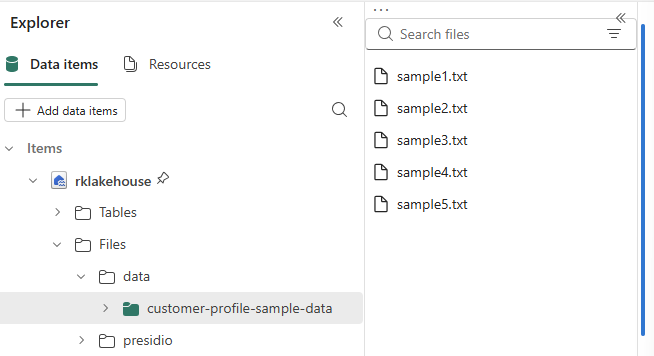 Explorer
Data items
Resources
Add data items
Items
rklakehouse
Tables
Files
data
customer-profile-sample-data
presidio
Search files
sample1.txt
sample2.txt
sample3.txt
sample4.txt
sample5.txt